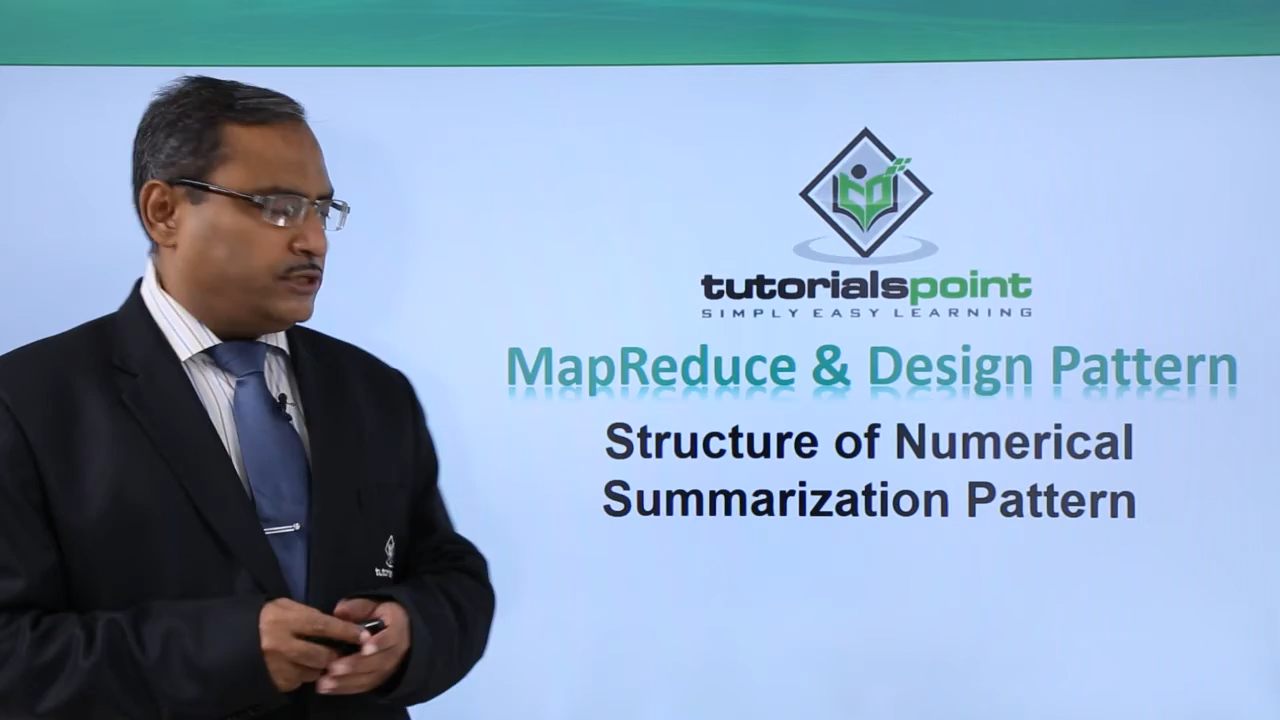 tutorialspoint
SIMPLY EASY LEARNING
MapReduce & Design Pattern
Structure of Numerical
Summarization Pattern